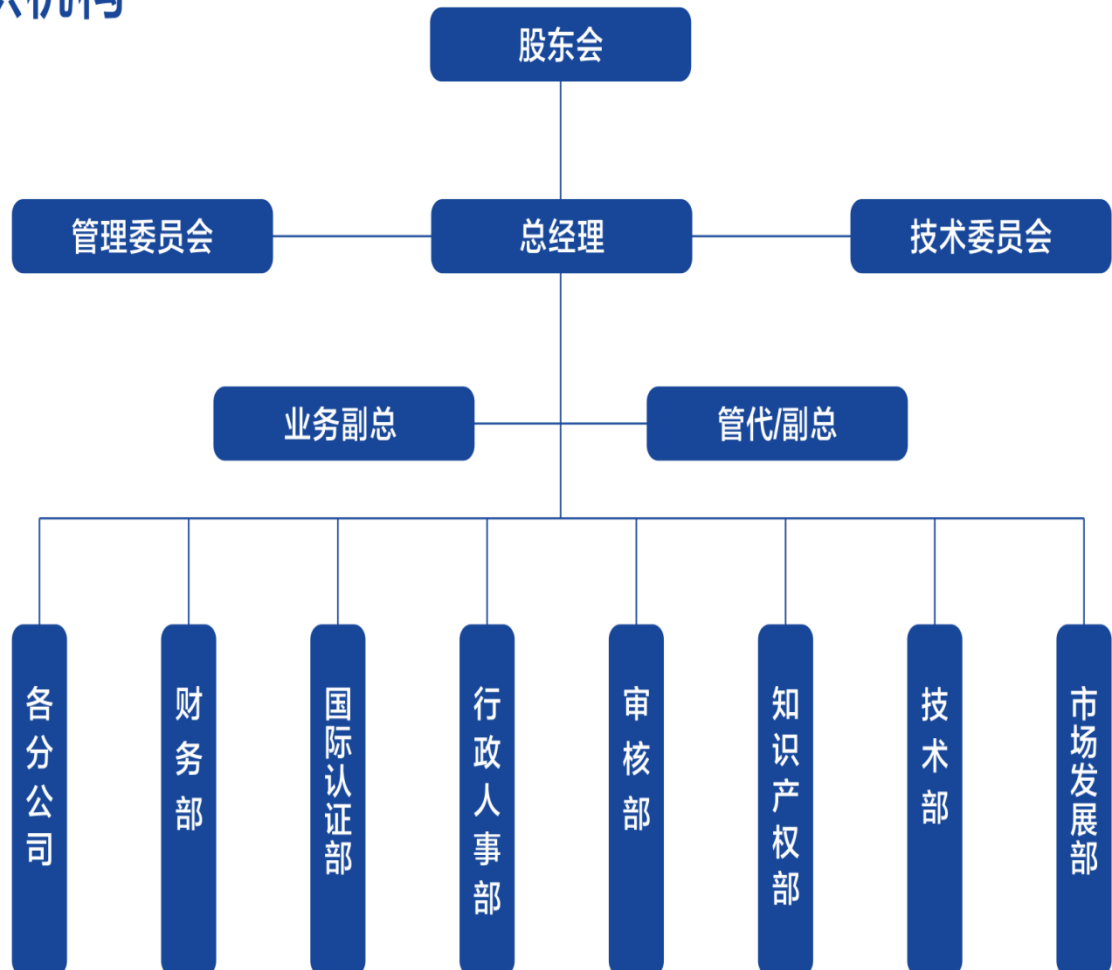 机构
股东会
管理委员会
总经理
技术委员会
业务副总
管代/副总
各分公司
财务部
国际认证部
行政人事部
审核部
知识产权部
技术部
市场发展部